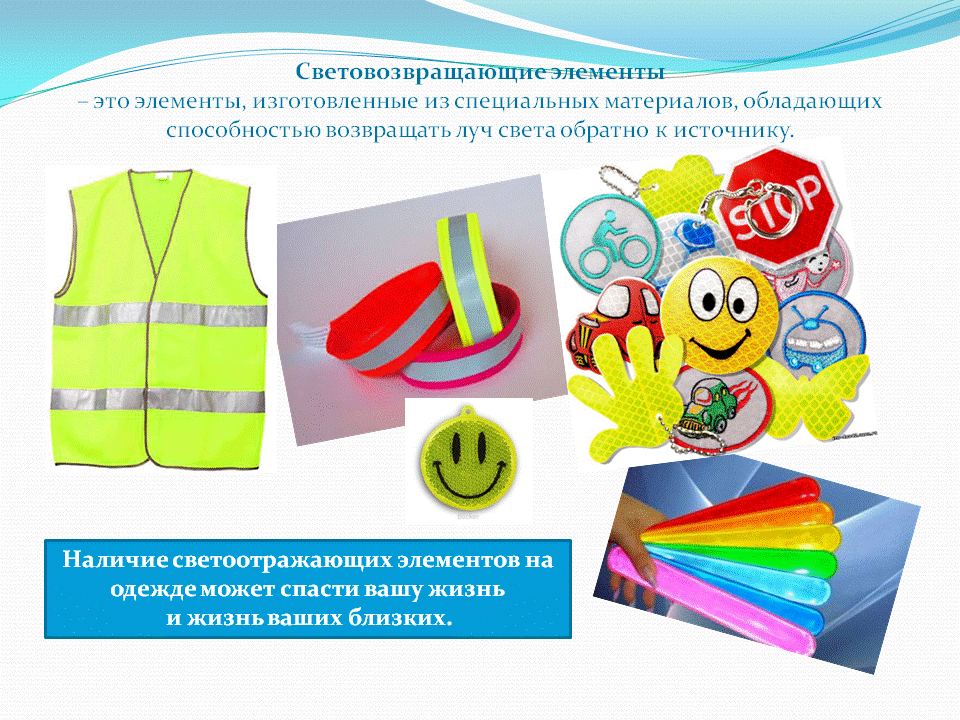 Световозвращающие элементы
– это элементы, изготовленные из специальных материалов, обладающих
способностью возвращать луч света обратно к источнику.
STOP
Наличие светоотражающих элементов на
одежде может спасти вашу жизнь
и жизнь ваших близких.